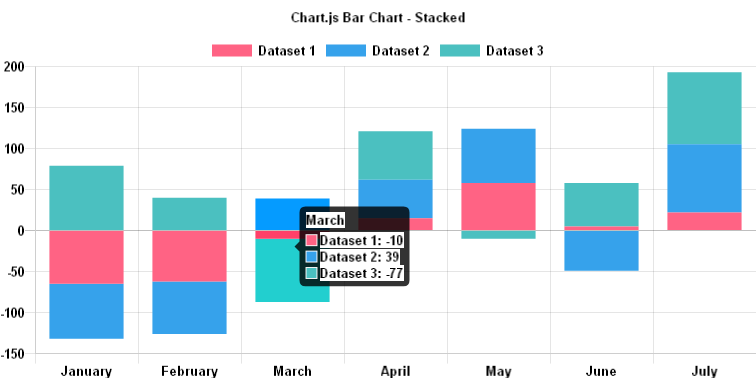 Chart.js Bar Chart - Stacked
Dataset 1 Dataset 2 Dataset 3
200
150
100
50
0
-50
-100
-150
March
Dataset 1: -10
Dataset 2: 39
Dataset 3: -77
January February March April May June July